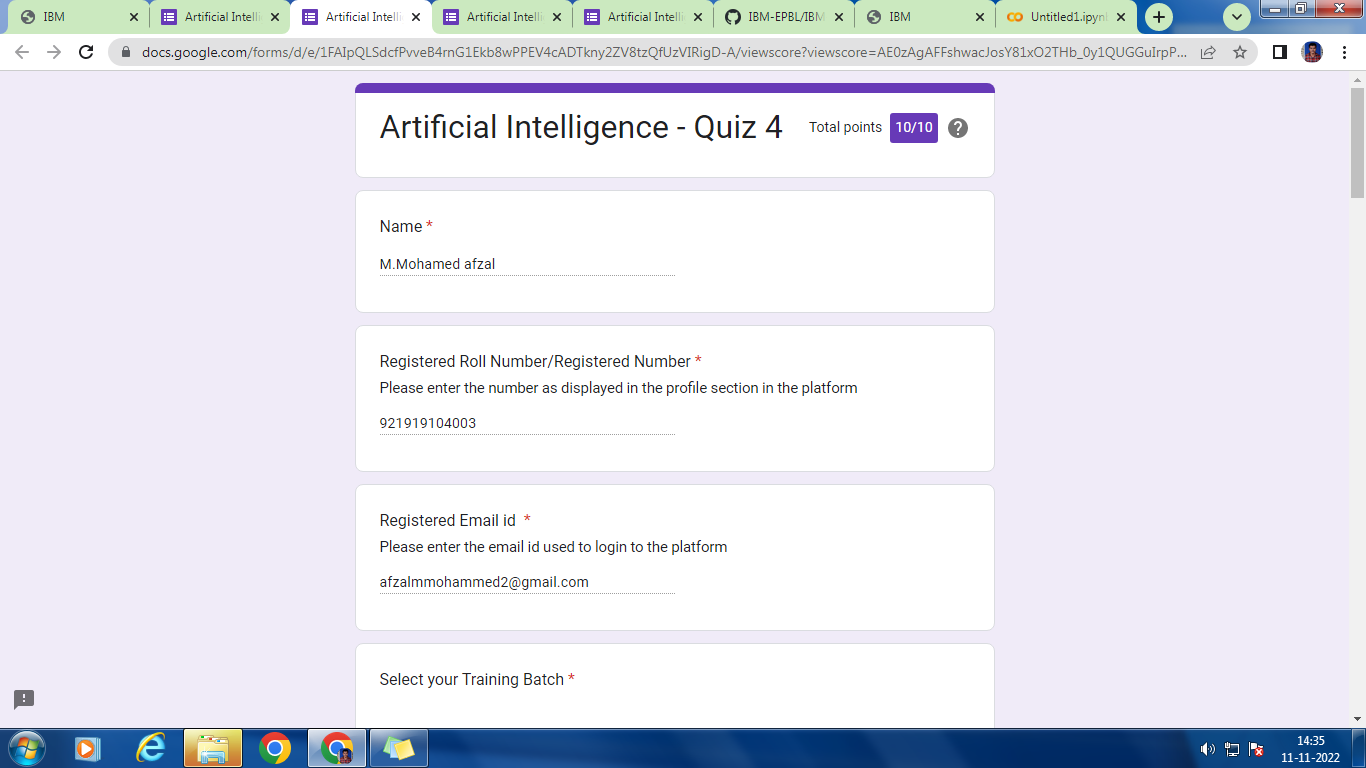 IBM
Artificial Intelli
Artificial Intelli
Artificial Intelli
Artificial Intelli
IBM-EPBL/IBM
IBM
Untitled1.ipynb
docs.google.com/forms/d/e/1FAIpQLSdcfPvveB4rnG1Ekb8wPPEV4cADTkny2ZV8tzQfUzVIRigD-A/viewscore?viewscore=AE0zAgAFFshwacJosY81xO2THb_0y1QUGGuIrpP...
Artificial Intelligence - Quiz 4
Total points 10/10
Name *
M.Mohamed afzal
Registered Roll Number/Registered Number *
Please enter the number as displayed in the profile section in the platform
921919104003
Registered Email id *
Please enter the email id used to login to the platform
afzalmmohammed2@gmail.com
Select your Training Batch *
14:35
11-11-2022